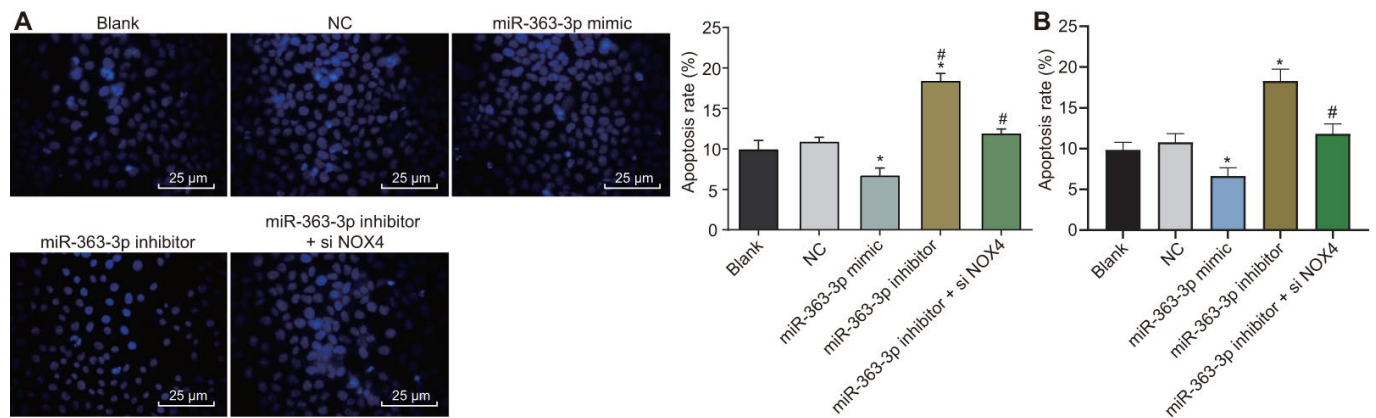 A
Blank
NC
miR-363-3p mimic
25 µm
25 µm
25 µm
miR-363-3p inhibitor
miR-363-3p inhibitor
+ si NOX4
25 µm
25 µm
Apoptosis rate (%)
25
20
15
10
5
0
*
#
*
#
Blank
NC
miR-363-3p mimic
miR-363-3p inhibitor
miR-363-3p inhibitor + si NOX4
B
Apoptosis rate (%)
25
20
15
10
5
0
*
*
#
Blank
NC
miR-363-3p mimic
miR-363-3p inhibitor
miR-363-3p inhibitor + si NOX4